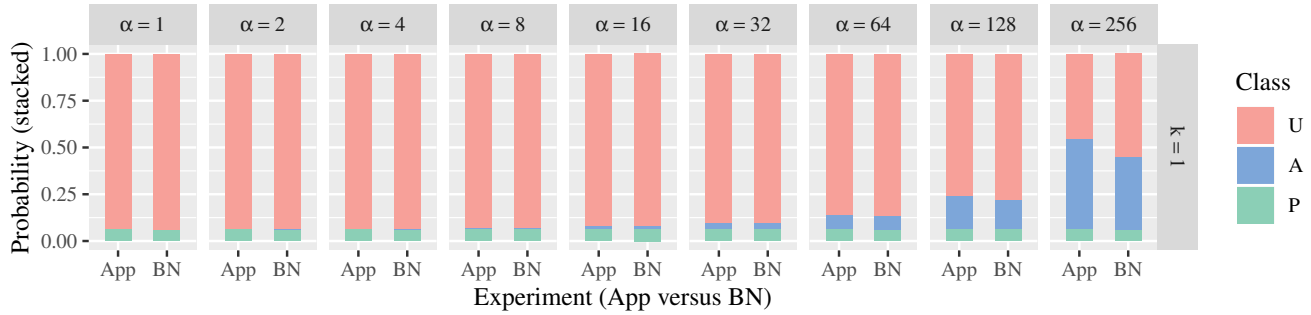 α = 1 α = 2 α = 4 α = 8 α = 16 α = 32 α = 64 α = 128 α = 256
1.00
0.75
0.50
0.25
0.00
Probability (stacked)
k = 1
App BN App BN App BN App BN App BN App BN App BN App BN App BN
Experiment (App versus BN)
Class
U
A
P